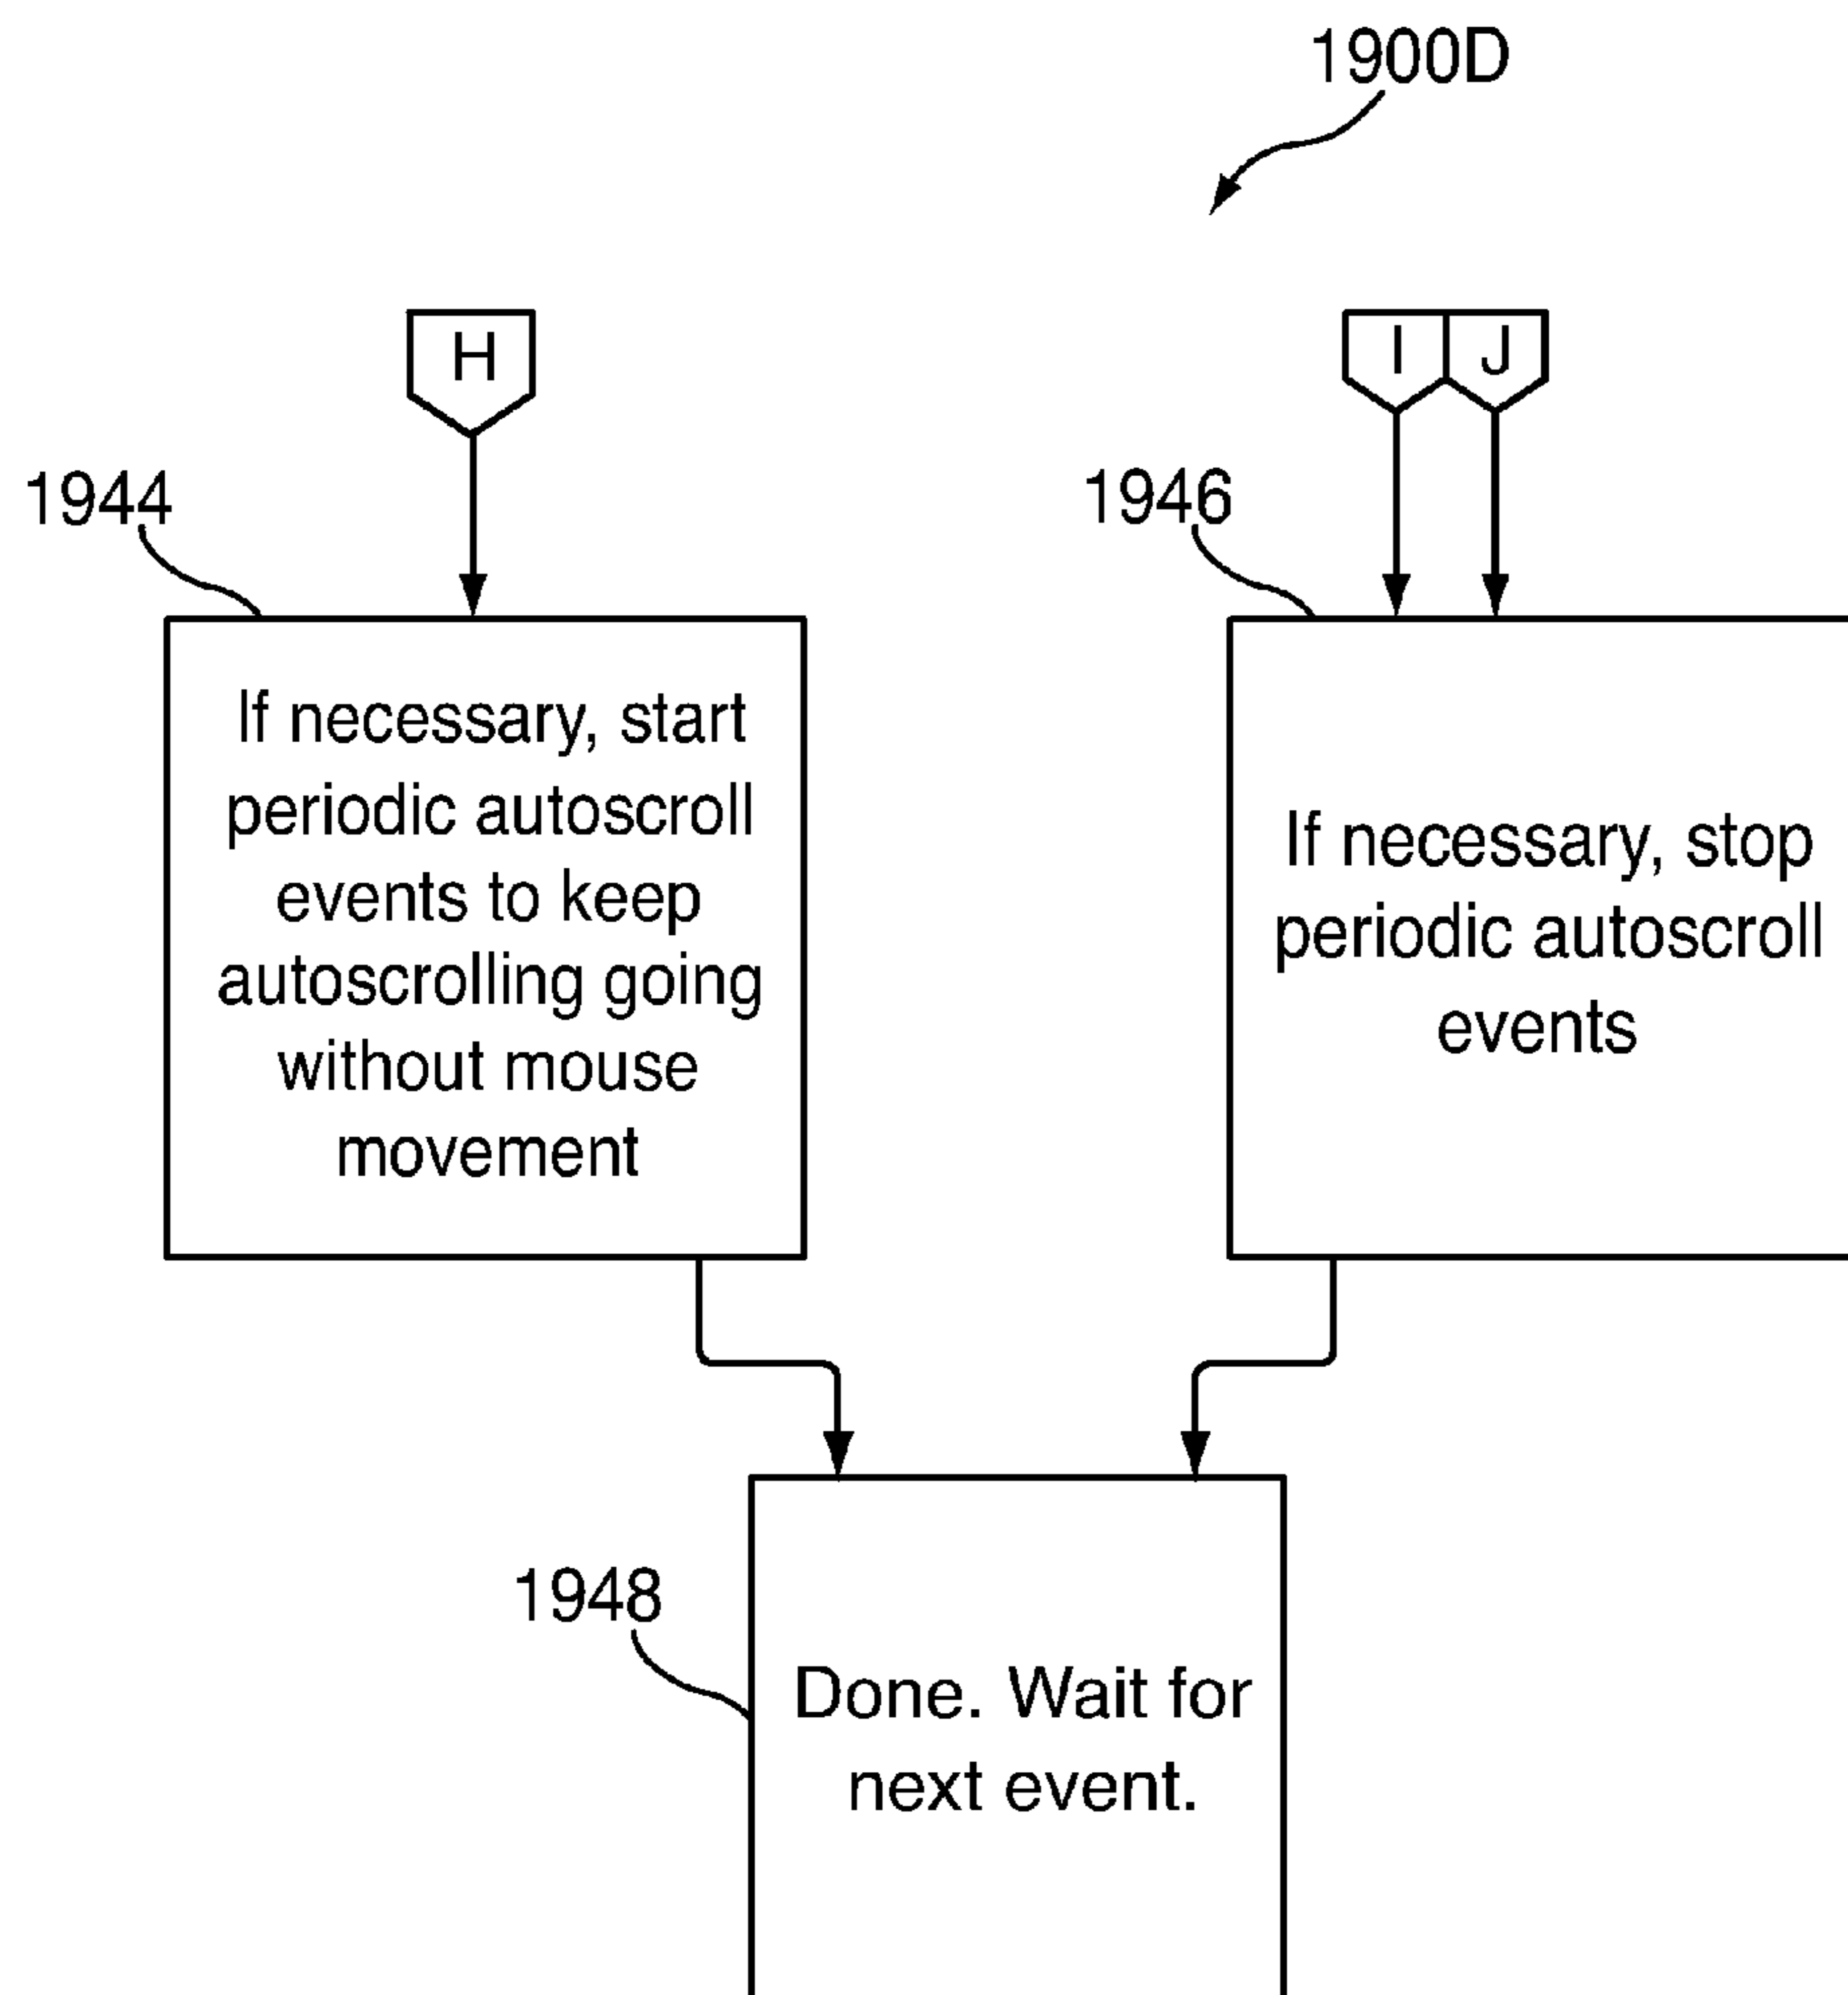 1900D
H
I J
1944
1946
If necessary, start
periodic autoscroll
events to keep
autoscrolling going
without mouse
movement
If necessary, stop
periodic autoscroll
events
1948
Done. Wait for
next event.